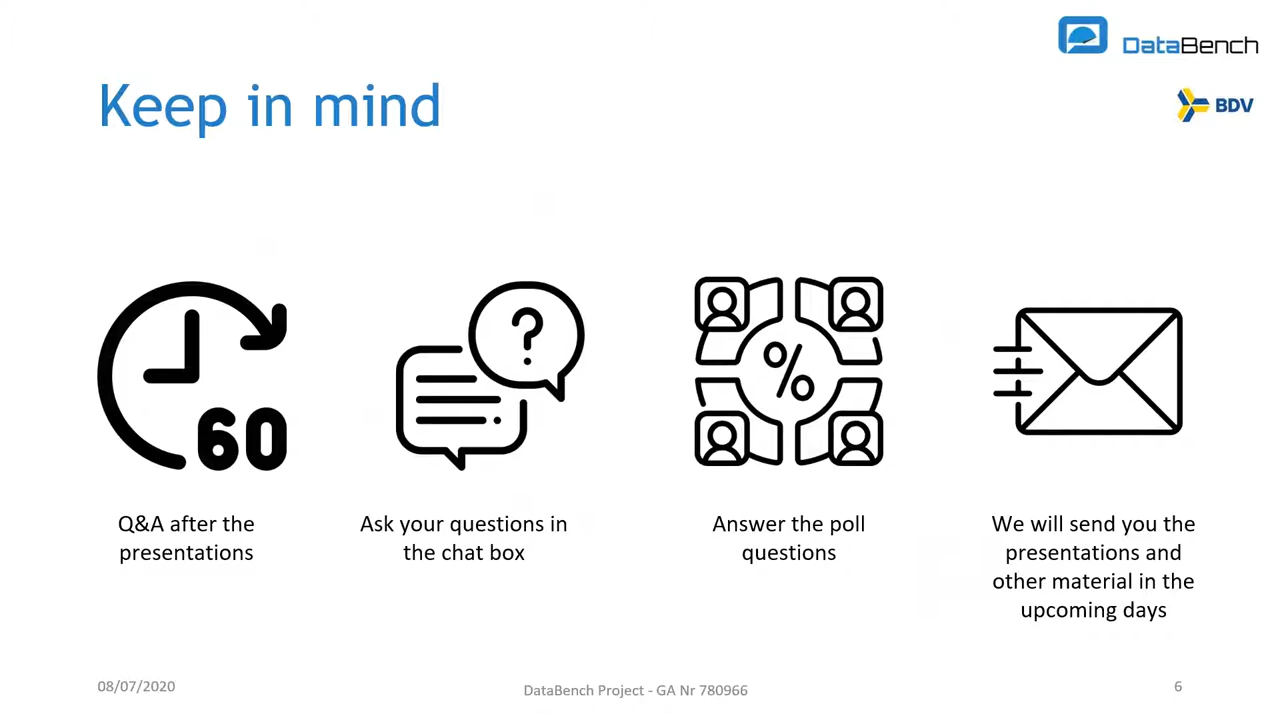 DataBench
Keep in mind
BDV
?
%
60
Q&A after the
presentations
Ask your questions in
the chat box
Answer the poll
questions
We will send you the
presentations and
other material in the
upcoming days
08/07/2020
DataBench Project - GA Nr 780966
6